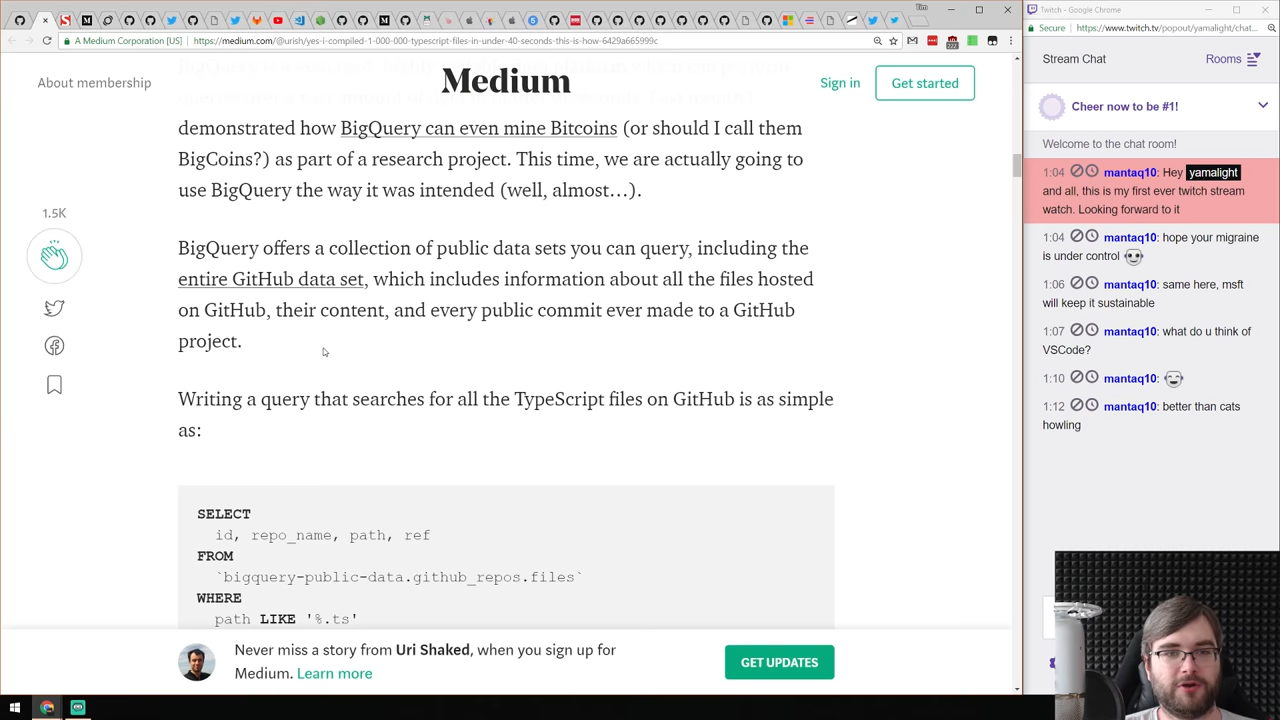 Tim
A Medium Corporation [US]
https://medium.com/@urish/yes-i-compiled-1-000-000-typescript-files-in-under-40-seconds-this-is-how-6429a665999c
222
About membership
Medium
Sign in
Get started
demonstrated how BigQuery can even mine Bitcoins (or should I call them
BigCoins?) as part of a research project. This time, we are actually going to
use BigQuery the way it was intended (well, almost…).
1.5K
BigQuery offers a collection of public data sets you can query, including the
entire GitHub data set, which includes information about all the files hosted
on GitHub, their content, and every public commit ever made to a GitHub
project.
Writing a query that searches for all the TypeScript files on GitHub is as simple
as:
SELECT
id, repo_name, path, ref
FROM
`bigquery-public-data.github_repos.files`
WHERE
path LIKE '%.ts'
Never miss a story from Uri Shaked, when you sign up for
Medium. Learn more
GET UPDATES
Twitch - Google Chrome
Secure
https://www.twitch.tv/popout/yamalight/chat...
Stream Chat
Rooms
Cheer now to be #1!
Welcome to the chat room!
1:04 mantaq10: Hey yamalight
and all, this is my first ever twitch stream
watch. Looking forward to it
1:04 mantaq10: hope your migraine
is under control
1:06 mantaq10: same here, msft
will keep it sustainable
1:07 mantaq10: what do u think of
VSCode?
1:10 mantaq10:
1:12 mantaq10: better than cats
howling